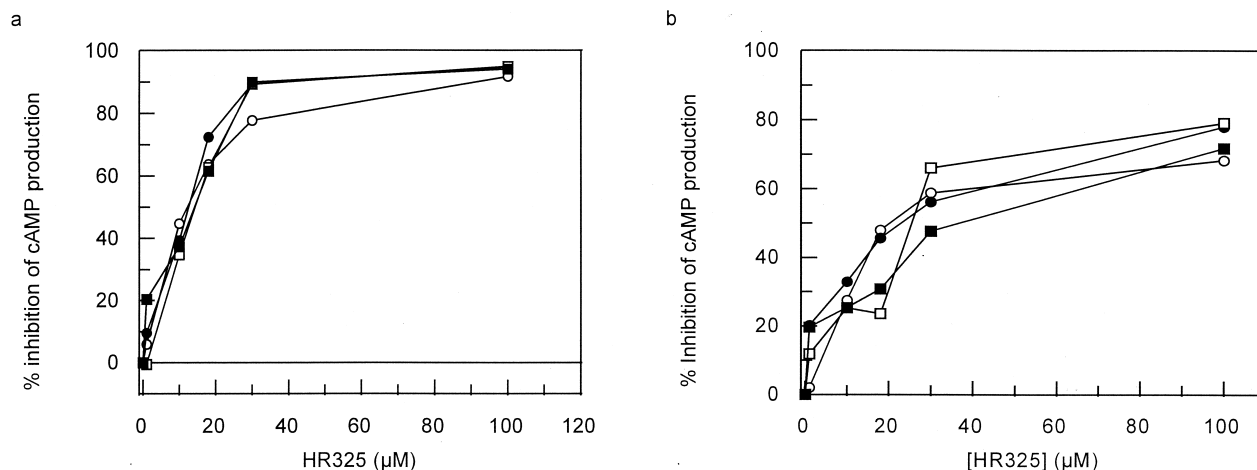 a
% inhibition of cAMP production
100
80
60
40
20
0
0 20 40 60 80 100 120
HR325 (µM)
b
% Inhibition of cAMP production
100
80
60
40
20
0
0 20 40 60 80 100
[HR325] (µM)